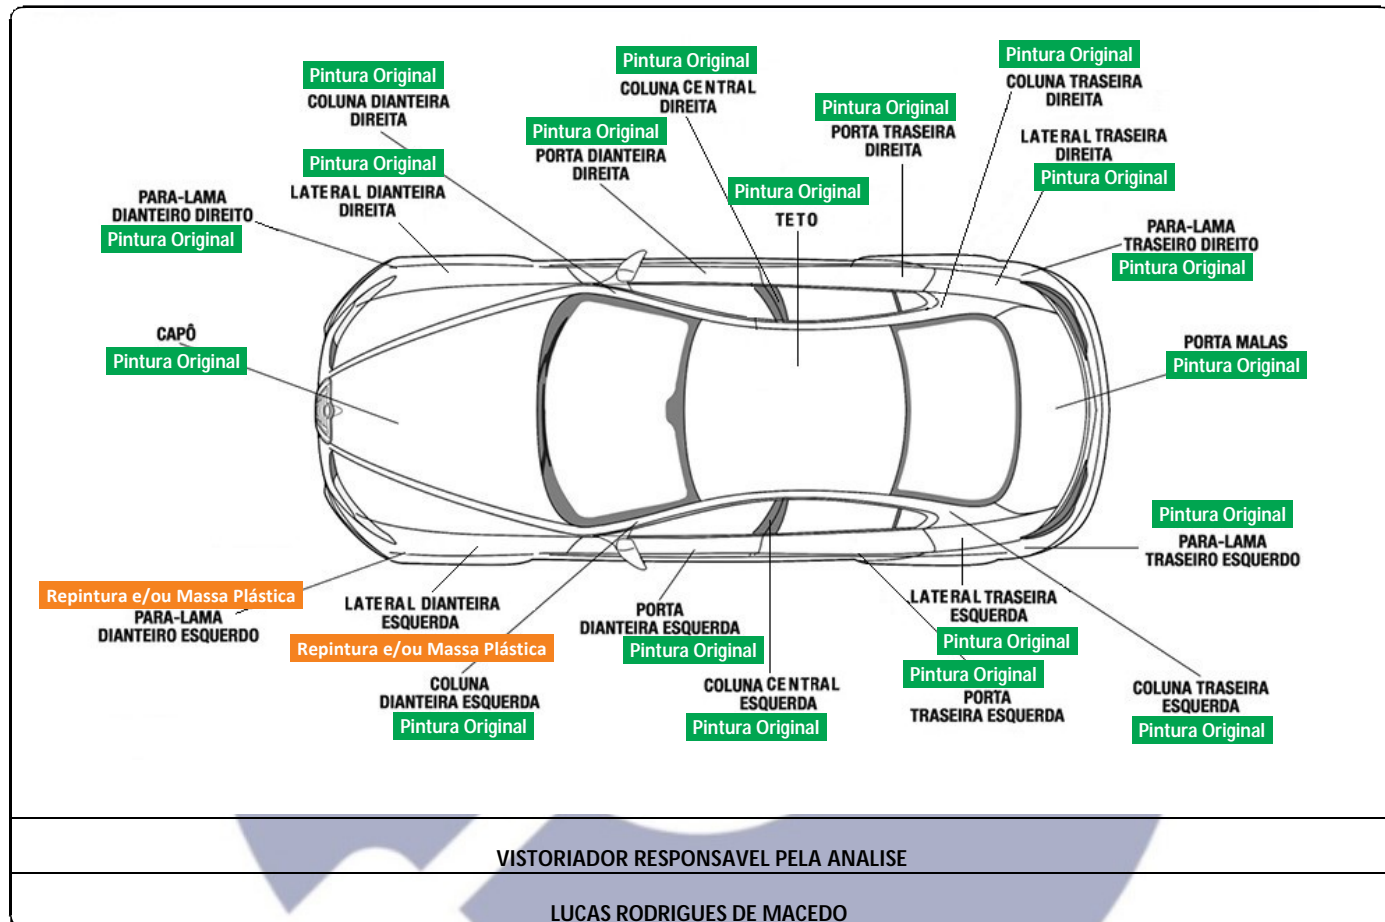 Pintura Original
COLUNA DIANTEIRA
DIREITA
Pintura Original
COLUNA CENTRAL
DIREITA
Pintura Original
COLUNA TRASEIRA
DIREITA
Pintura Original
PORTA DIANTEIRA
DIREITA
Pintura Original
PORTA TRASEIRA
DIREITA
LATERAL TRASEIRA
DIREITA
Pintura Original
Pintura Original
LATERAL DIANTEIRA
DIREITA
Pintura Original
TETO
PARA-LAMA
DIANTEIRO DIREITO
Pintura Original
PARA-LAMA
TRASEIRO DIREITO
Pintura Original
CAPÔ
Pintura Original
PORTA MALAS
Pintura Original
Pintura Original
PARA-LAMA
TRASEIRO ESQUERDO
Repintura e/ou Massa Plástica
PARA-LAMA
DIANTEIRO ESQUERDO
LATERAL DIANTEIRA
ESQUERDA
Repintura e/ou Massa Plástica
PORTA
DIANTEIRA ESQUERDA
Pintura Original
LATERAL TRASEIRA
ESQUERDA
Pintura Original
COLUNA
DIANTEIRA ESQUERDA
Pintura Original
COLUNA CENTRAL
ESQUERDA
Pintura Original
Pintura Original
PORTA
TRASEIRA ESQUERDA
COLUNA TRASEIRA
ESQUERDA
Pintura Original
VISTORIADOR RESPONSAVEL PELA ANALISE
LUCAS RODRIGUES DE MACEDO